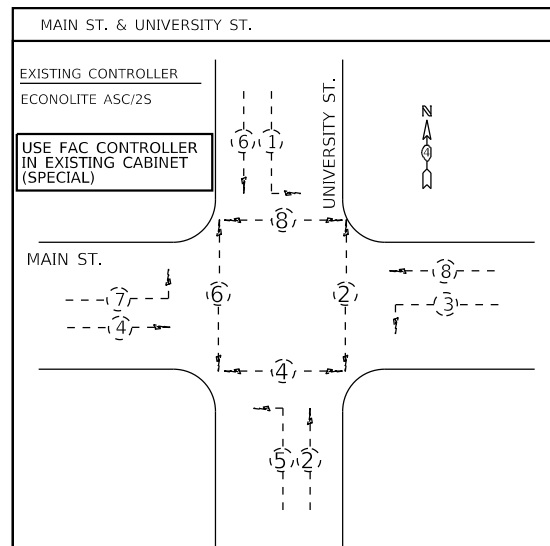 MAIN ST. & UNIVERSITY ST.
EXISTING CONTROLLER
ECONOLITE ASC/2S
USE FAC CONTROLLER
IN EXISTING CABINET
(SPECIAL)
UNIVERSITY ST.
N
4
6 1
8
MAIN ST.
8
7
6
2
3
4
4
5 2